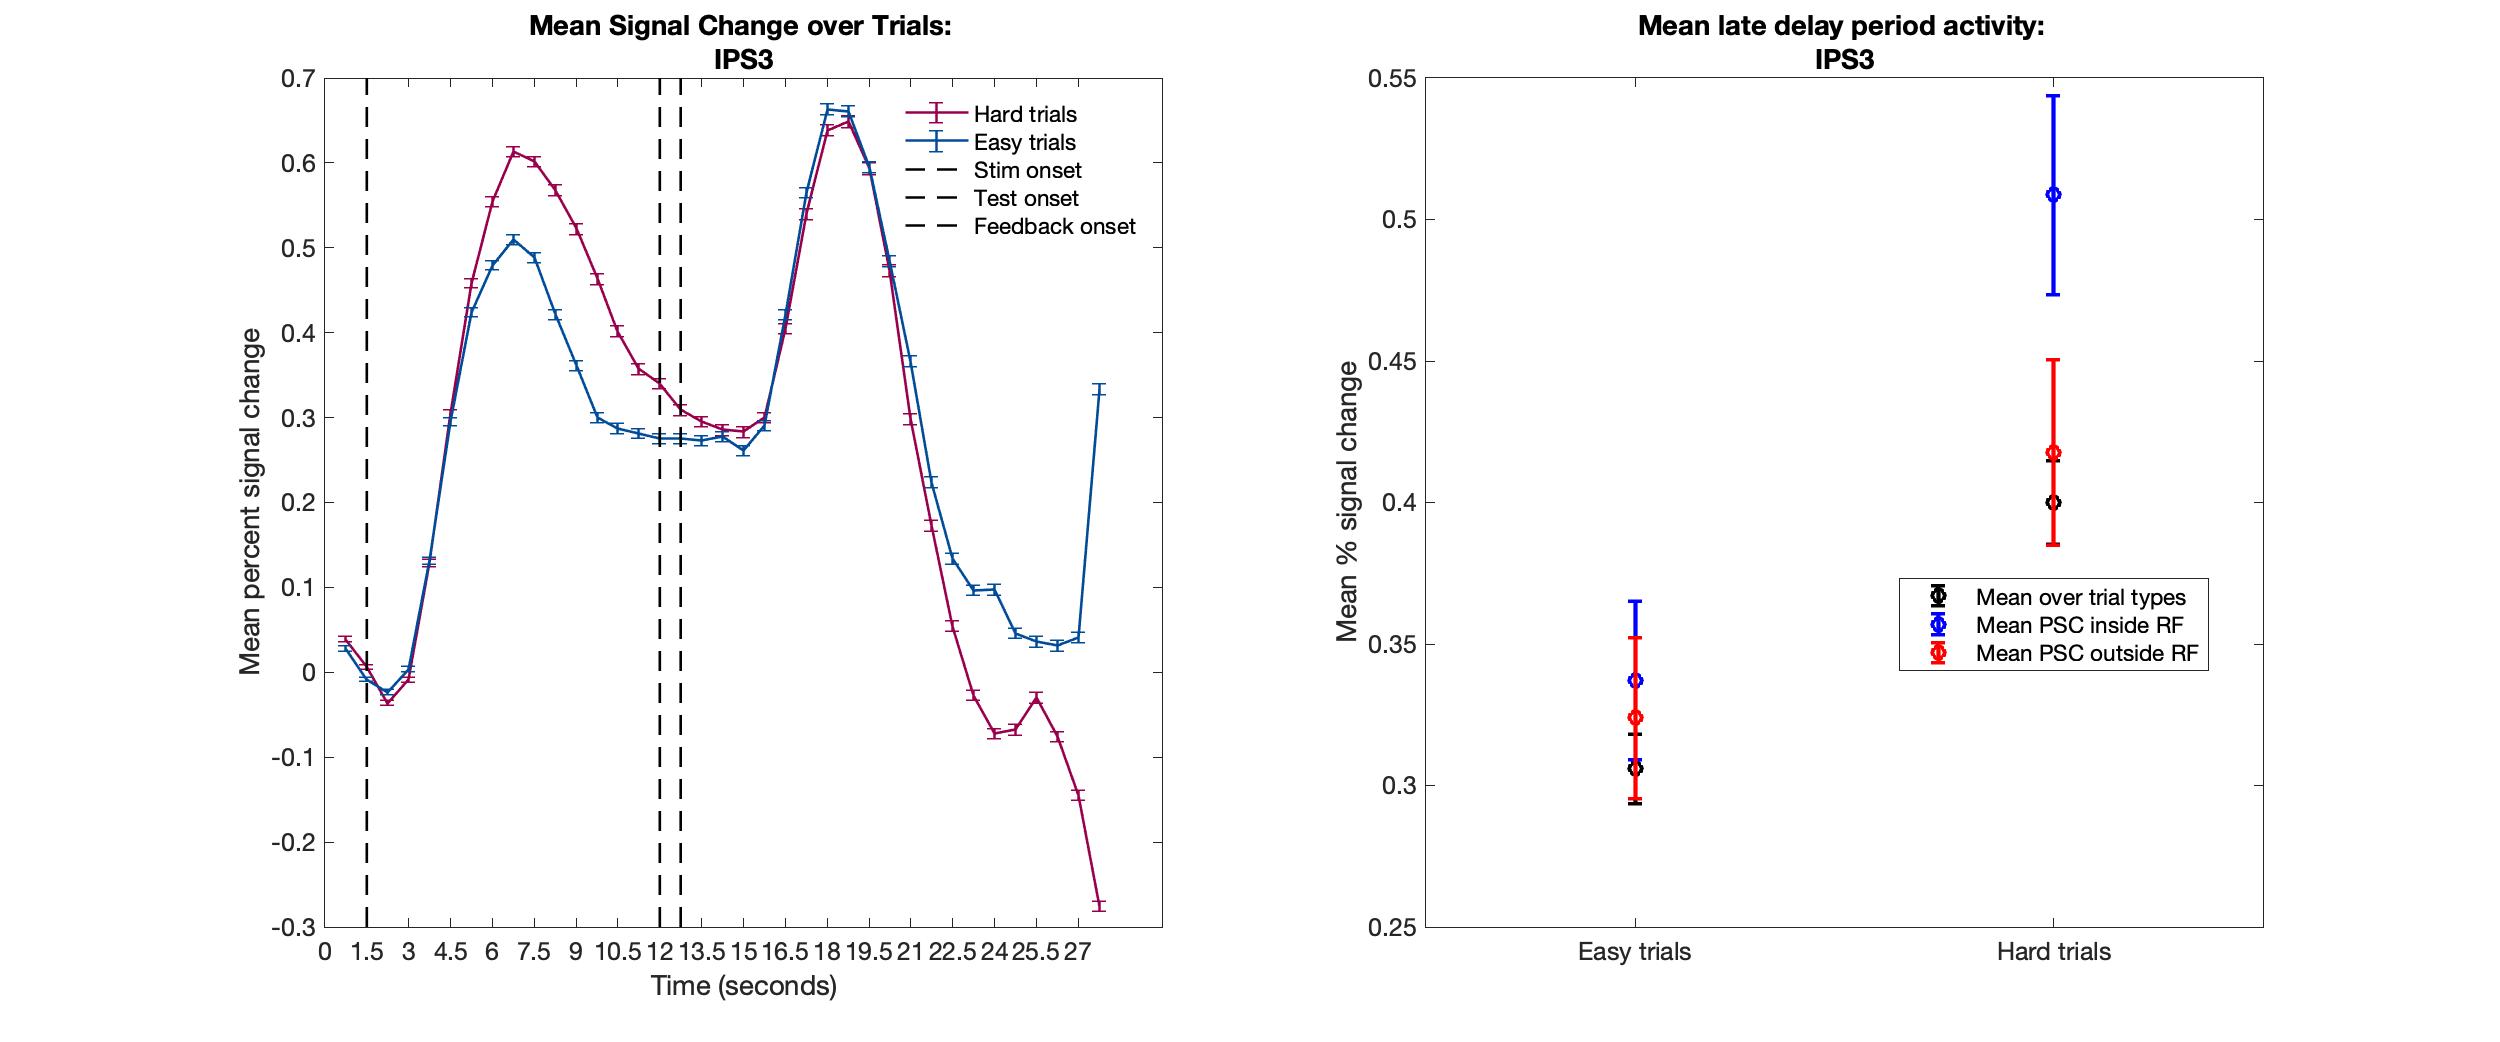 Mean Signal Change over Trials:
IPS3
0.7
0.6
0.5
0.4
0.3
0.2
0.1
0
-0.1
-0.2
-0.3
Mean percent signal change
0 1.5 3 4.5 6 7.5 9 10.5 12 13.5 15 16.5 18 19.5 21 22.5 24 25.5 27
Time (seconds)
Hard trials
Easy trials
Stim onset
Test onset
Feedback onset
Mean late delay period activity:
IPS3
0.55
0.5
0.45
0.4
0.35
0.3
0.25
Mean % signal change
Easy trials Hard trials
Mean over trial types
Mean PSC inside RF
Mean PSC outside RF